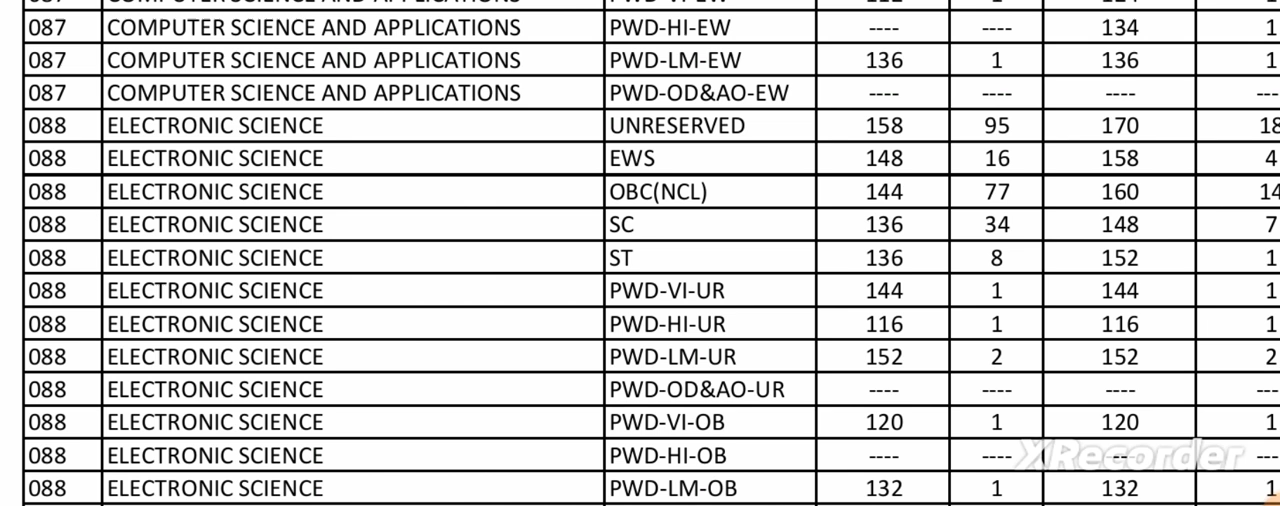 087 COMPUTER SCIENCE AND APPLICATIONS PWD-HI-EW ---- ---- 134 1
087 COMPUTER SCIENCE AND APPLICATIONS PWD-LM-EW 136 1 136 1
087 COMPUTER SCIENCE AND APPLICATIONS PWD-OD&AO-EW ---- ---- ---- ---
088 ELECTRONIC SCIENCE UNRESERVED 158 95 170 18
088 ELECTRONIC SCIENCE EWS 148 16 158 4
088 ELECTRONIC SCIENCE OBC(NCL) 144 77 160 14
088 ELECTRONIC SCIENCE SC 136 34 148 7
088 ELECTRONIC SCIENCE ST 136 8 152 1
088 ELECTRONIC SCIENCE PWD-VI-UR 144 1 144 1
088 ELECTRONIC SCIENCE PWD-HI-UR 116 1 116 1
088 ELECTRONIC SCIENCE PWD-LM-UR 152 2 152 2
088 ELECTRONIC SCIENCE PWD-OD&AO-UR ---- ---- ---- ---
088 ELECTRONIC SCIENCE PWD-VI-OB 120 1 120 1
088 ELECTRONIC SCIENCE PWD-HI-OB ---- ---- ---- ---
XRecorder
088 ELECTRONIC SCIENCE PWD-LM-OB 132 1 132 1